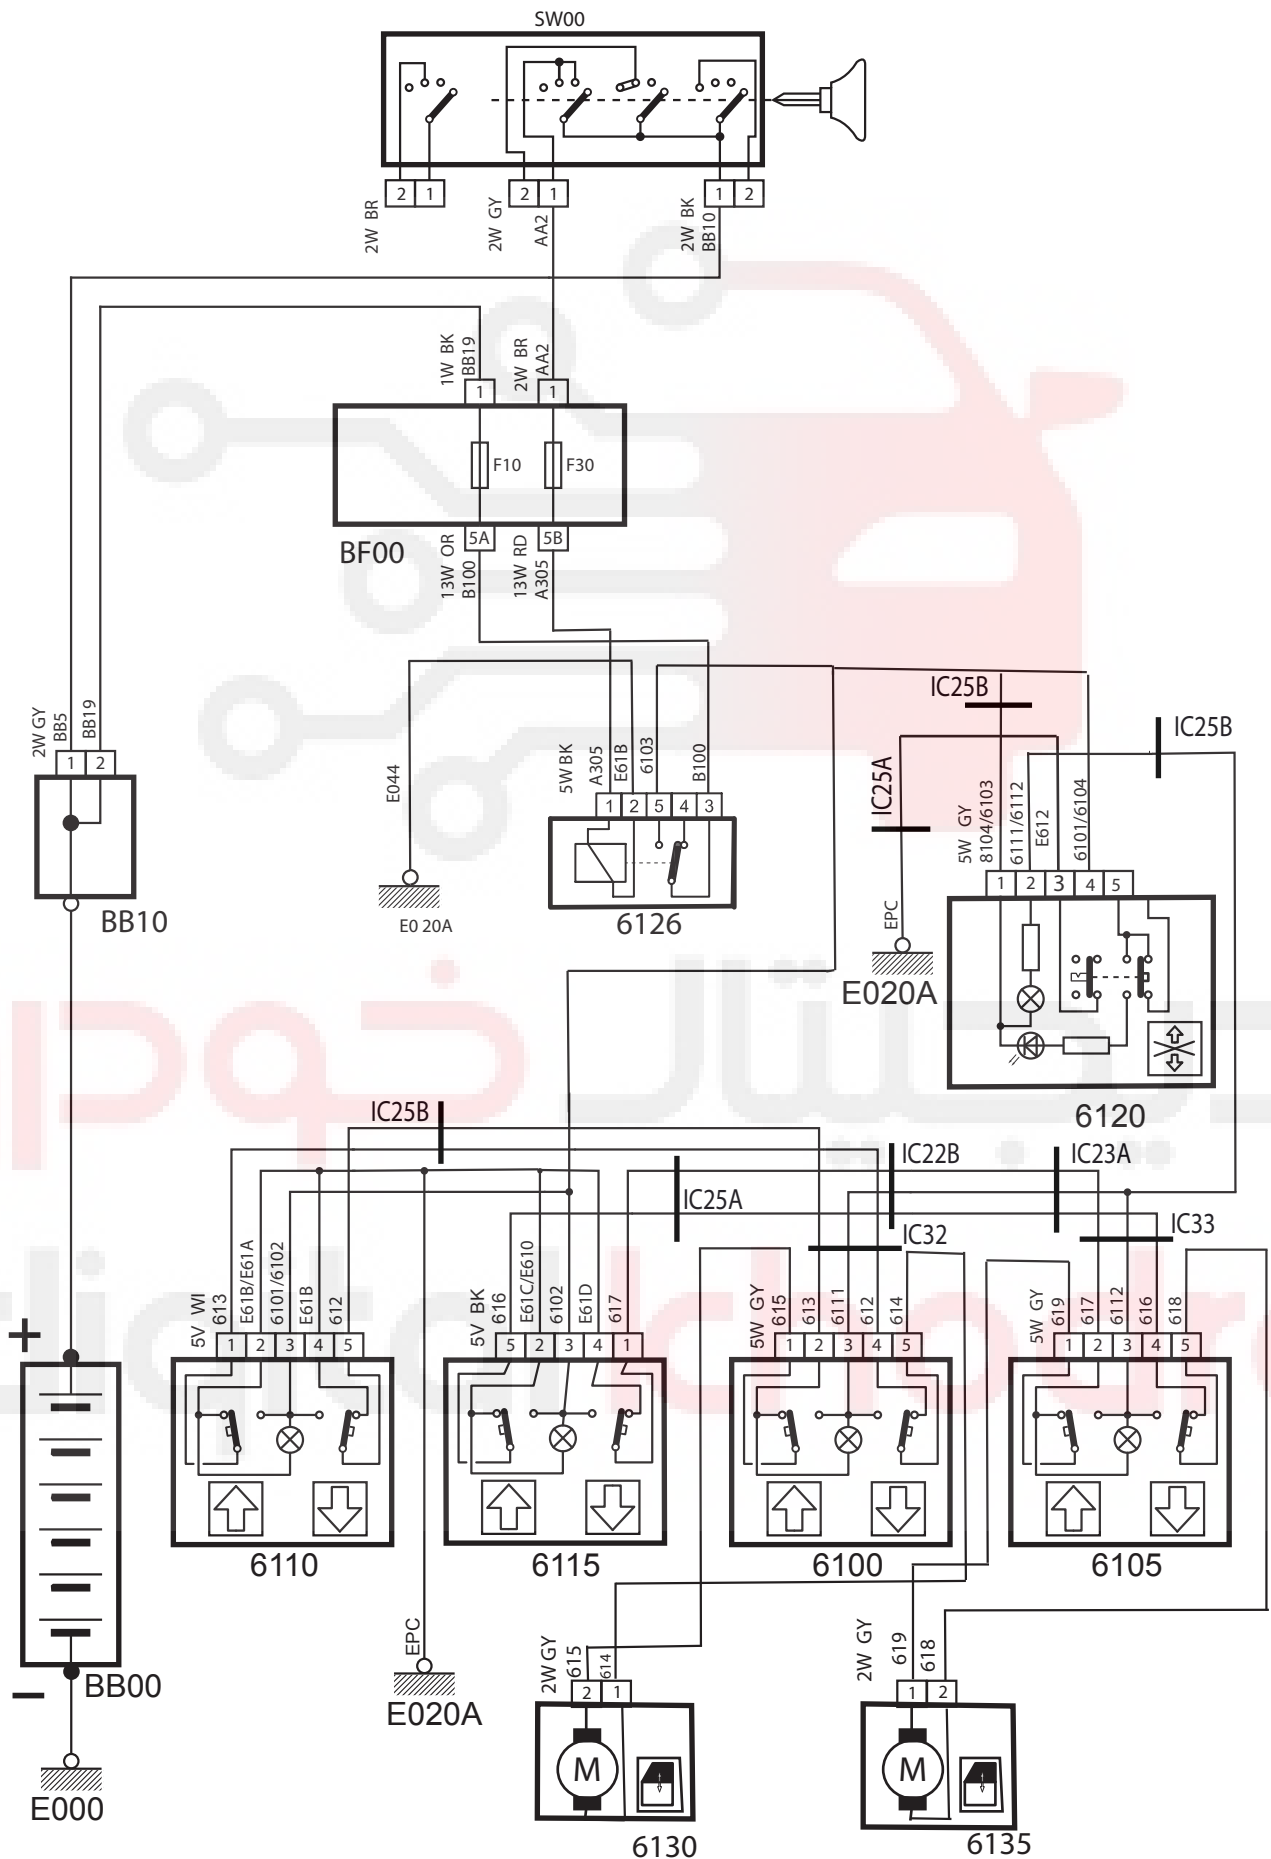 SW00
2 1
2 1
1 2
2W BR
2W GY
AA2
2W BK
BB10
1W BK
BB19
2W BR
AA2
1
1
F10
F30
BF00
5A
5B
13W OR
B100
13W RD
A305
2W GY
BB5
BB19
1 2
BB10
E044
E0 20A
5W BK
A305
E61B
6103
B100
1 2 5 4 3
6126
IC25B
IC25B
IC25A
EPC
E020A
5W GY
8104/6103
6111/6112
E612
6101/6104
1 2 3 4 5
6120
دیجیتال خودرو
IC25B
IC22B
IC23A
IC25A
IC32
IC33
5V WI
613
E61B/E61A
6101/6102
E61B
612
1 2 3 4 5
6110
5V BK
616
E61C/E610
6102
E61D
617
5 2 3 4 1
6115
5W GY
615
613
6111
612
614
1 2 3 4 5
6100
5W GY
619
617
6112
616
618
1 2 3 4 5
6105
+
−
BB00
E000
EPC
E020A
2W GY
615
614
2 1
M
6130
2W GY
619
618
1 2
M
6135